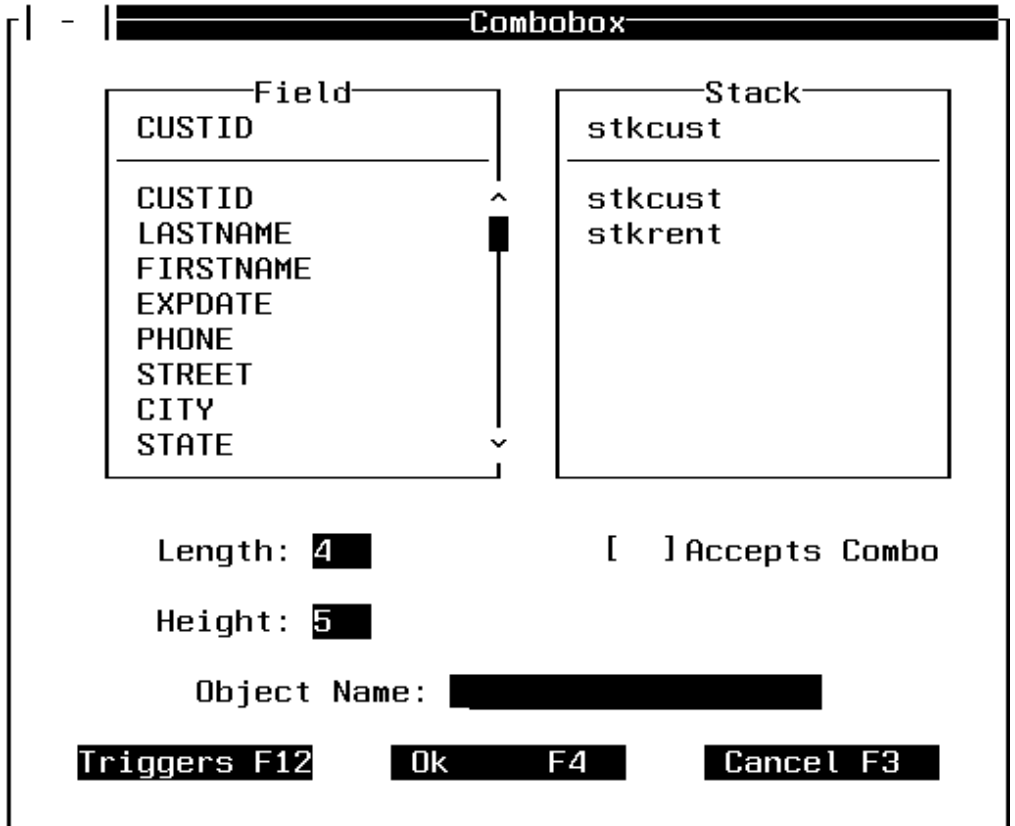 Combobox
Field
CUSTID
CUSTID
LASTNAME
FIRSTNAME
EXPDATE
PHONE
STREET
CITY
STATE
Stack
stkcust
stkcust
stkrent
Length: 4
[ ]Accepts Combo
Height: 5
Object Name:
Triggers F12 Ok F4 Cancel F3